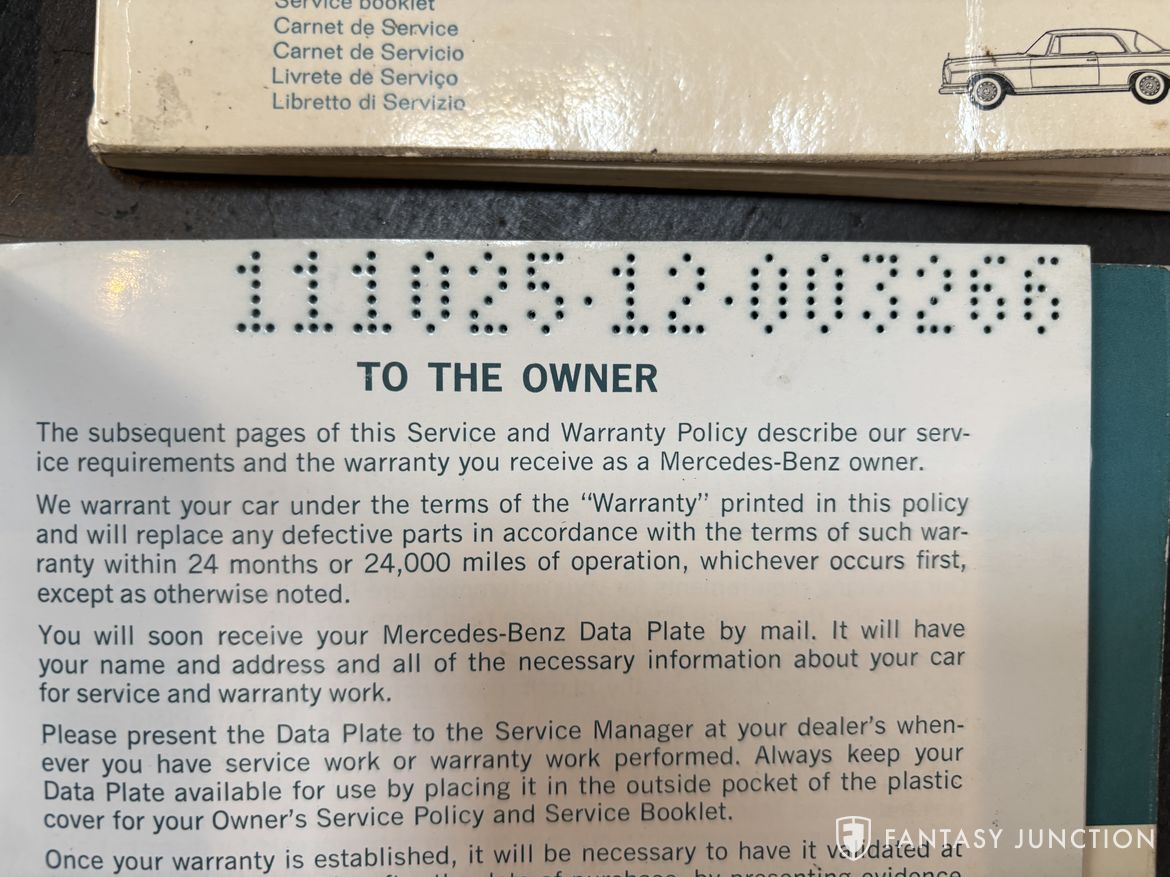 Service booklet
Carnet de Service
Carnet de Servicio
Livrete de Serviço
Libretto di Servizio
111025·12·003266
TO THE OWNER
The subsequent pages of this Service and Warranty Policy describe our serv-
ice requirements and the warranty you receive as a Mercedes-Benz owner.
We warrant your car under the terms of the “Warranty” printed in this policy
and will replace any defective parts in accordance with the terms of such war-
ranty within 24 months or 24,000 miles of operation, whichever occurs first,
except as otherwise noted.
You will soon receive your Mercedes-Benz Data Plate by mail. It will have
your name and address and all of the necessary information about your car
for service and warranty work.
Please present the Data Plate to the Service Manager at your dealer’s when-
ever you have service work or warranty work performed. Always keep your
Data Plate available for use by placing it in the outside pocket of the plastic
cover for your Owner’s Service Policy and Service Booklet.
Once your warranty is established, it will be necessary to have it validated at
of purchase, by presenting evidence
FANTASY JUNCTION